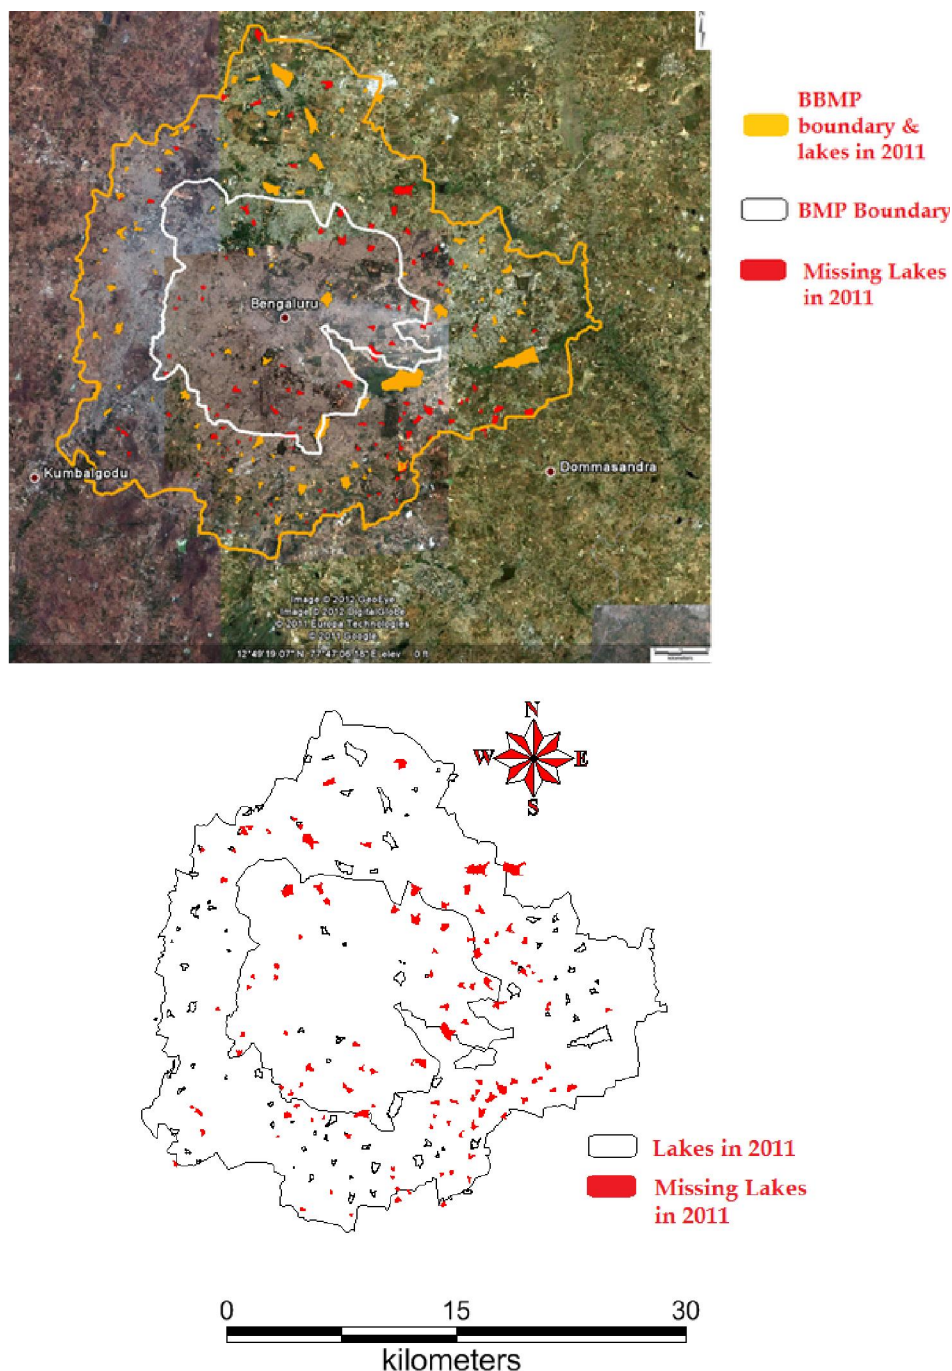 BBMP
boundary &
lakes in 2011
BMP Boundary
Missing Lakes
in 2011
Bengaluru
Kumbalgodu
Dommasandra
Image © 2012 GeoEye
Image © 2012 DigitalGlobe
© 2011 Europa Technologies
© 2011 Google
kilometers
N
W E
S
Lakes in 2011
Missing Lakes
in 2011
0 15 30
kilometers